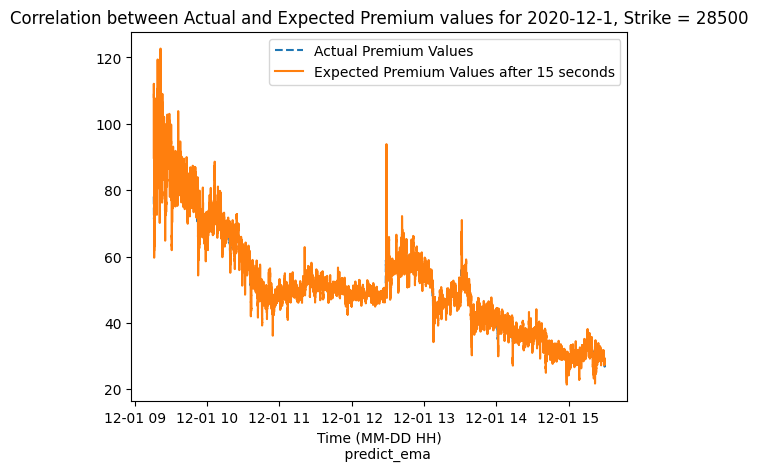 Correlation between Actual and Expected Premium values for 2020-12-1, Strike = 28500
Actual Premium Values
Expected Premium Values after 15 seconds
120
100
80
60
40
20
12-01 09 12-01 10 12-01 11 12-01 12 12-01 13 12-01 14 12-01 15
Time (MM-DD HH)
predict_ema